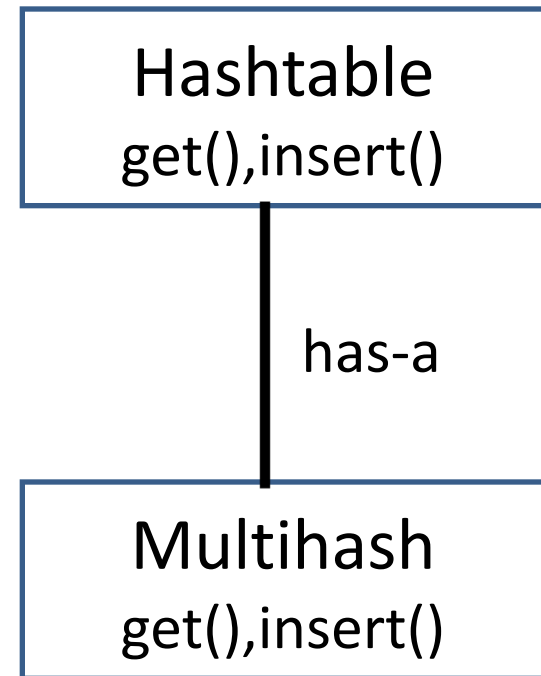 Hashtable
get(),insert()
has-a
Multihash
get(),insert()